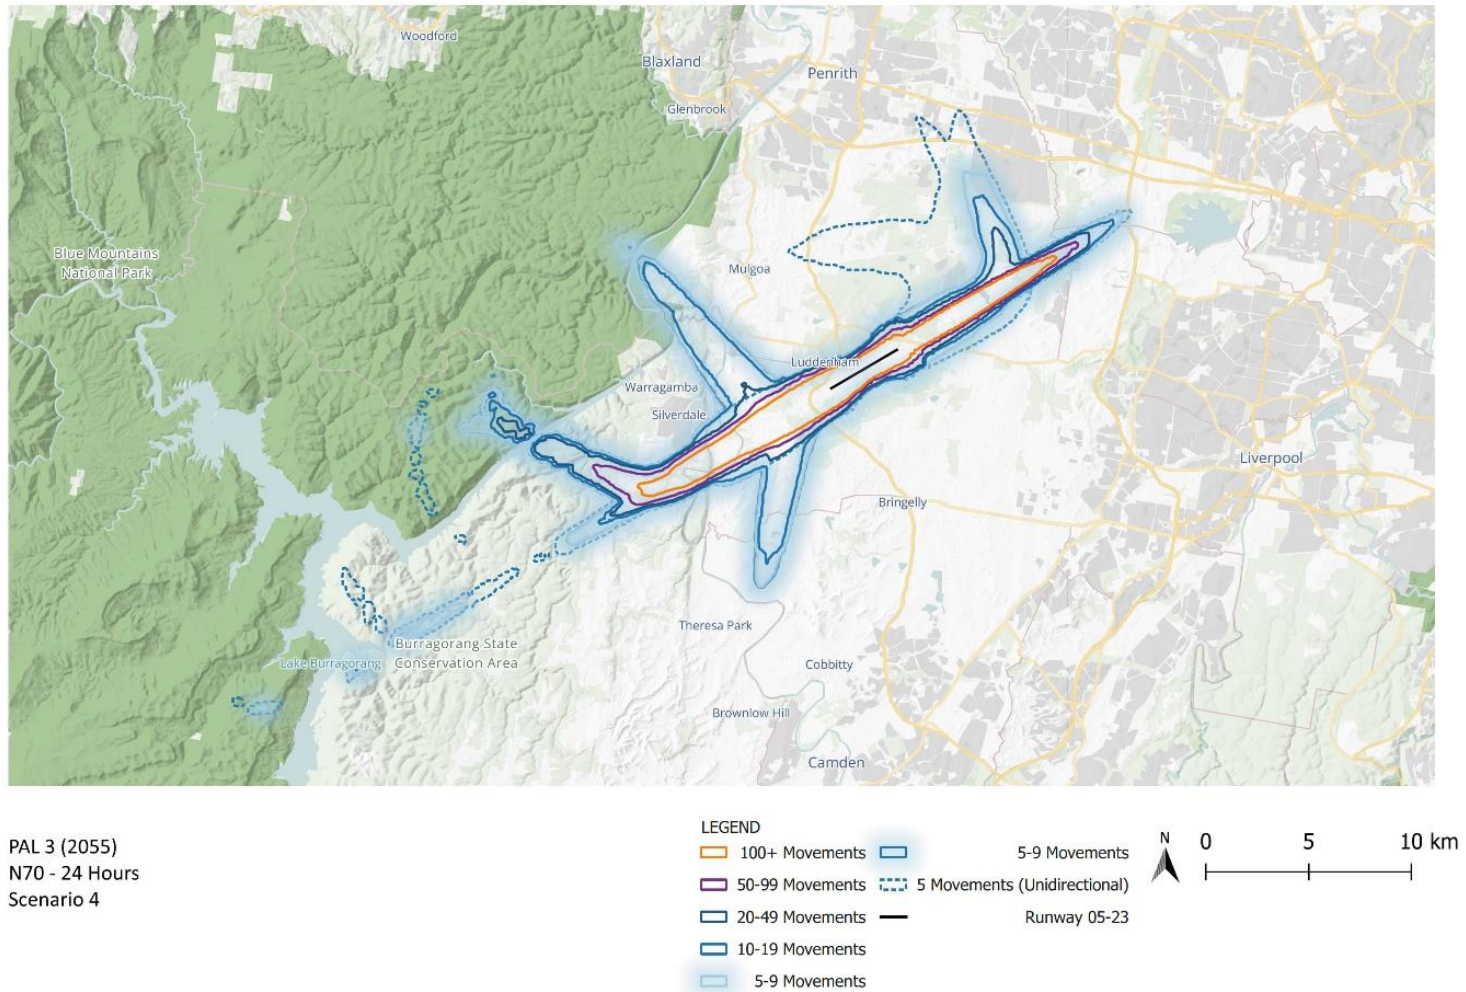 Woodford
Blaxland
Penrith
Glenbrook
Blue Mountains
National Park
Mulgoa
Luddenham
Warragamba
Silverdale
Liverpool
Bringelly
Theresa Park
Burragorang State
Conservation Area
Lake Burragorang
Cobbitty
Brownlow Hill
Camden
PAL 3 (2055)
N70 - 24 Hours
Scenario 4
LEGEND
100+ Movements
50-99 Movements
20-49 Movements
10-19 Movements
5-9 Movements
5-9 Movements
5 Movements (Unidirectional)
Runway 05-23
N
0 5 10 km